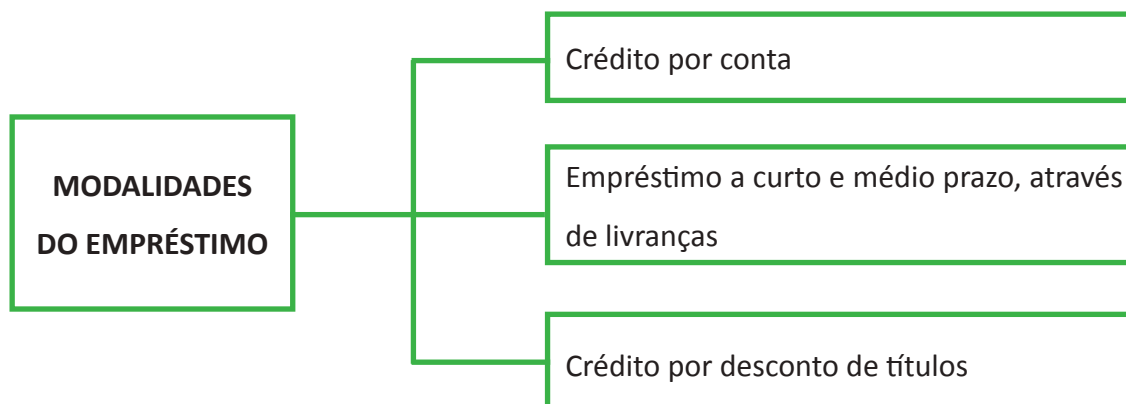 MODALIDADES
DO EMPRÉSTIMO
Crédito por conta
Empréstimo a curto e médio prazo, através
de livranças
Crédito por desconto de títulos